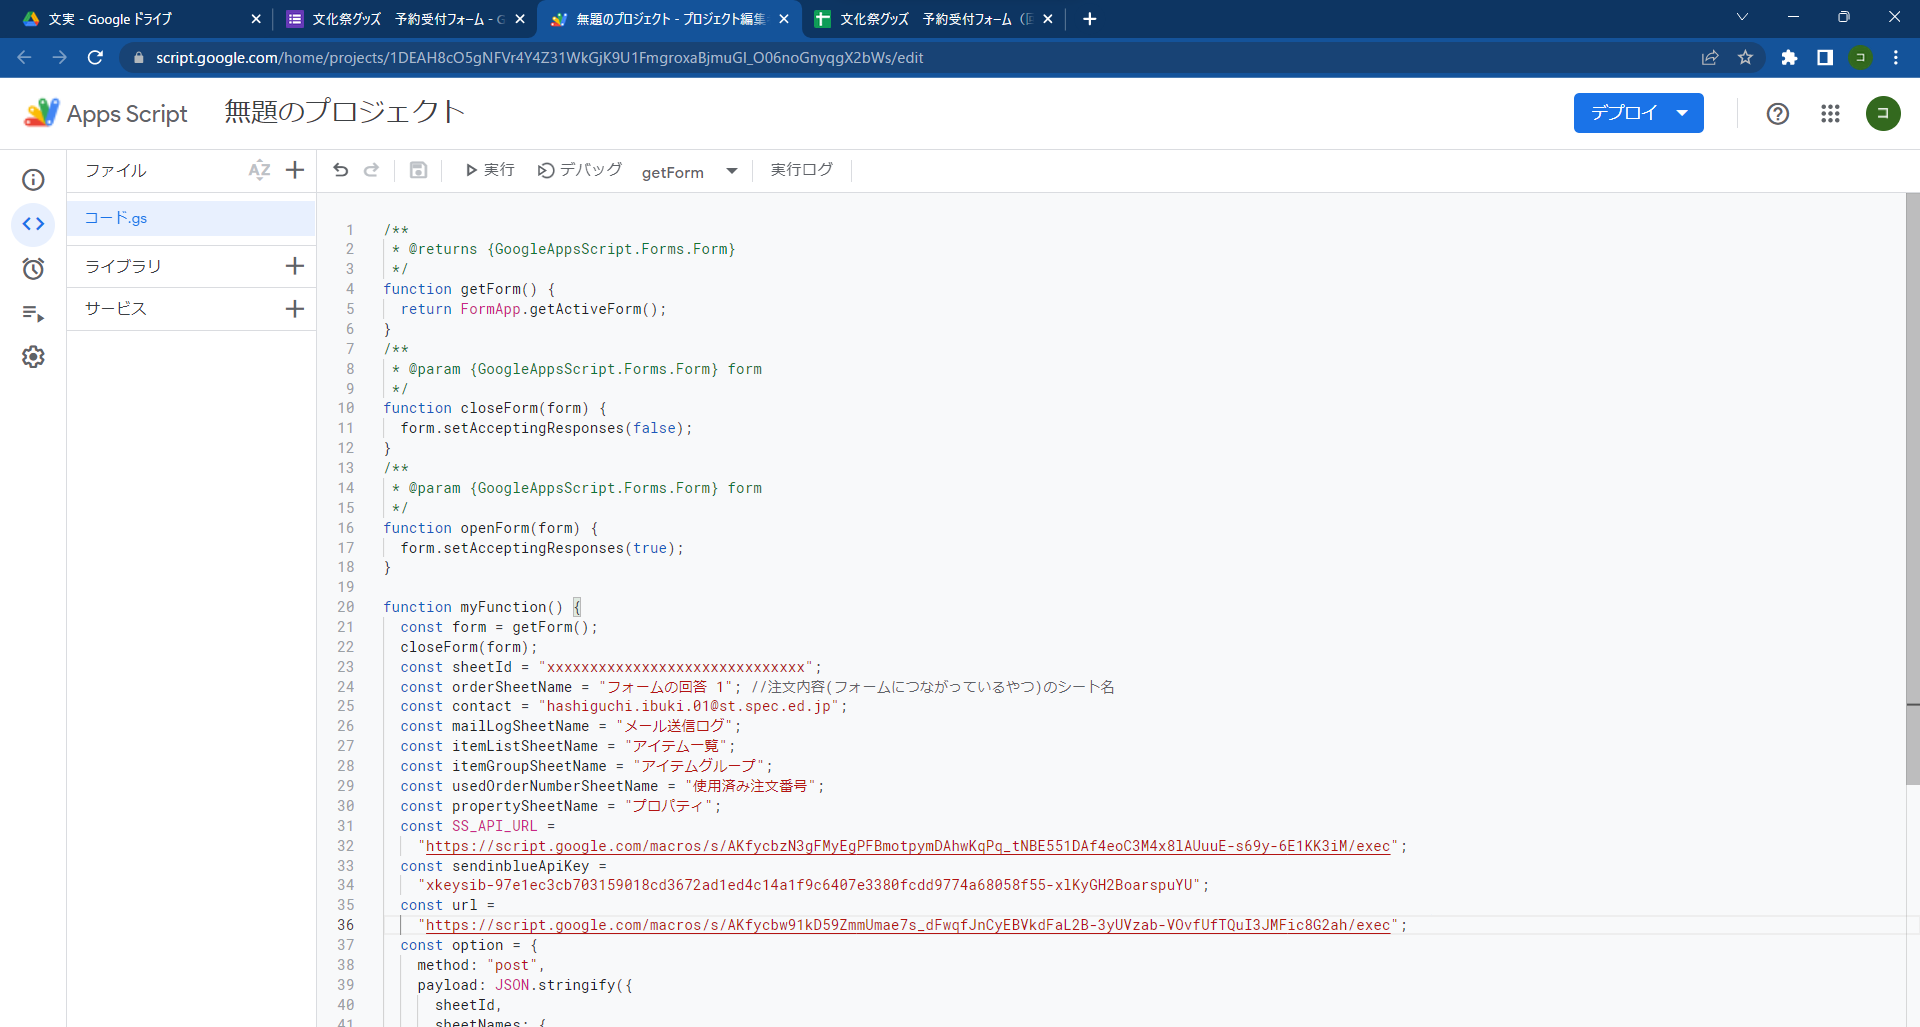 文実 - Google ドライブ
文化祭グッズ 予約受付フォーム - G
無題のプロジェクト - プロジェクト編集
文化祭グッズ 予約受付フォーム（回
script.google.com/home/projects/1DEAH8cO5gNFVr4Y4Z31WkGjK9U1FmgroxaBjmuGl_O06noGnyqgX2bWs/edit
コ
Apps Script
無題のプロジェクト
デプロイ
コ
ファイル
AZ
実行
デバッグ
getForm
実行ログ
コード.gs
ライブラリ
サービス
1 /**
2 * @returns {GoogleAppsScript.Forms.Form}
3 */
4 function getForm() {
5 return FormApp.getActiveForm();
6 }
7 /**
8 * @param {GoogleAppsScript.Forms.Form} form
9 */
10 function closeForm(form) {
11 form.setAcceptingResponses(false);
12 }
13 /**
14 * @param {GoogleAppsScript.Forms.Form} form
15 */
16 function openForm(form) {
17 form.setAcceptingResponses(true);
18 }
19
20 function myFunction() {
21 const form = getForm();
22 closeForm(form);
23 const sheetId = "xxxxxxxxxxxxxxxxxxxxxxxxxxxxxx";
24 const orderSheetName = "フォームの回答 1"; //注文内容(フォームにつながっているやつ)のシート名
25 const contact = "hashiguchi.ibuki.01@st.spec.ed.jp";
26 const mailLogSheetName = "メール送信ログ";
27 const itemListSheetName = "アイテム一覧";
28 const itemGroupSheetName = "アイテムグループ";
29 const usedOrderNumberSheetName = "使用済み注文番号";
30 const propertySheetName = "プロパティ";
31 const SS_API_URL =
32 "https://script.google.com/macros/s/AKfycbzN3gFMyEgPFBmotpymDAhwKqPq_tNBE551DAf4eoC3M4x8lAUuuE-s69y-6E1KK3iM/exec";
33 const sendinblueApiKey =
34 "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";
35 const url =
36 "https://script.google.com/macros/s/AKfycbw91kD59ZmmUmae7s_dFwqfJnCyEBVkdFaL2B-3yUVzab-VOvfUfTQuI3JMFic8G2ah/exec";
37 const option = {
38 method: "post",
39 payload: JSON.stringify({
40 sheetId,
41 sheetNames: {